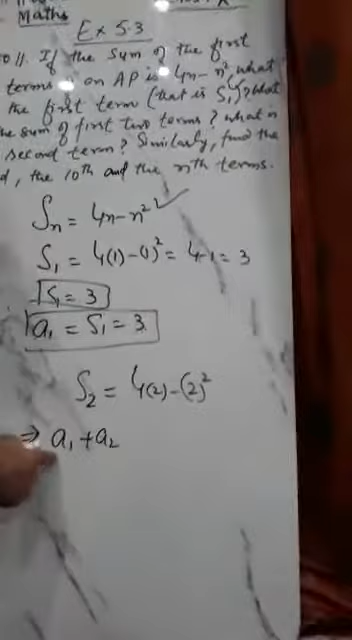 Maths
Ex 5.3
11. If the sum of the first
terms of an AP is 4n - n², what
the first term (that is S₁)? What
the sum of first two terms? What is
second term? Similarly, find the
d, the 10th and the nth terms.
Sn = 4n - n²
S₁ = 4(1) - (1)² = 4 - 1 = 3
S₁ = 3
a₁ = S₁ = 3
S₂ = 4(2) - (2)²
⇒ a₁ + a₂